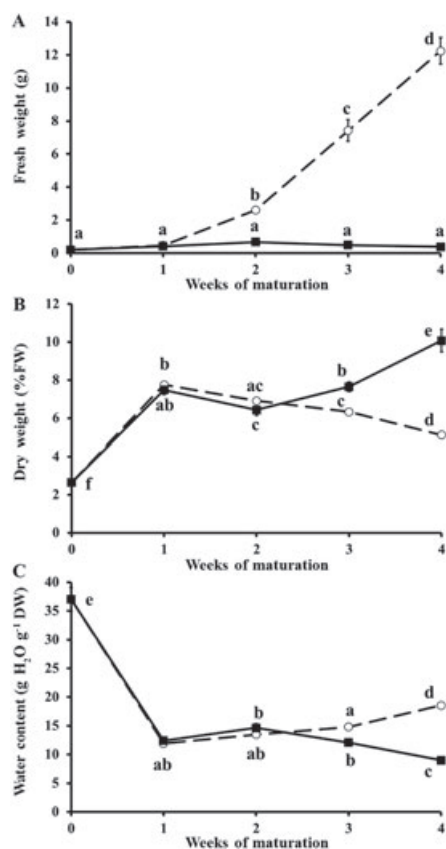 A
Fresh weight (g)
14
12
10
8
6
4
2
0
a
a
a
a
a
b
c
d
0
1
2
3
4
Weeks of maturation
B
Dry weight (%FW)
12
10
8
6
4
2
0
f
b
ab
ac
c
b
c
e
d
0
1
2
3
4
Weeks of maturation
C
Water content (g H₂O g⁻¹ DW)
40
35
30
25
20
15
10
5
0
e
ab
b
ab
a
b
d
c
0
1
2
3
4
Weeks of maturation